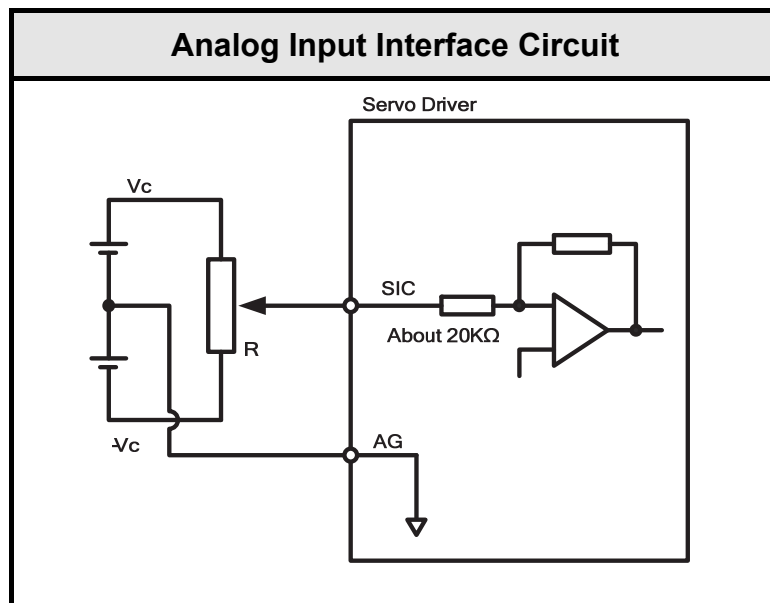 Analog Input Interface Circuit
Servo Driver
Vc
SIC
About 20KΩ
R
-Vc
AG